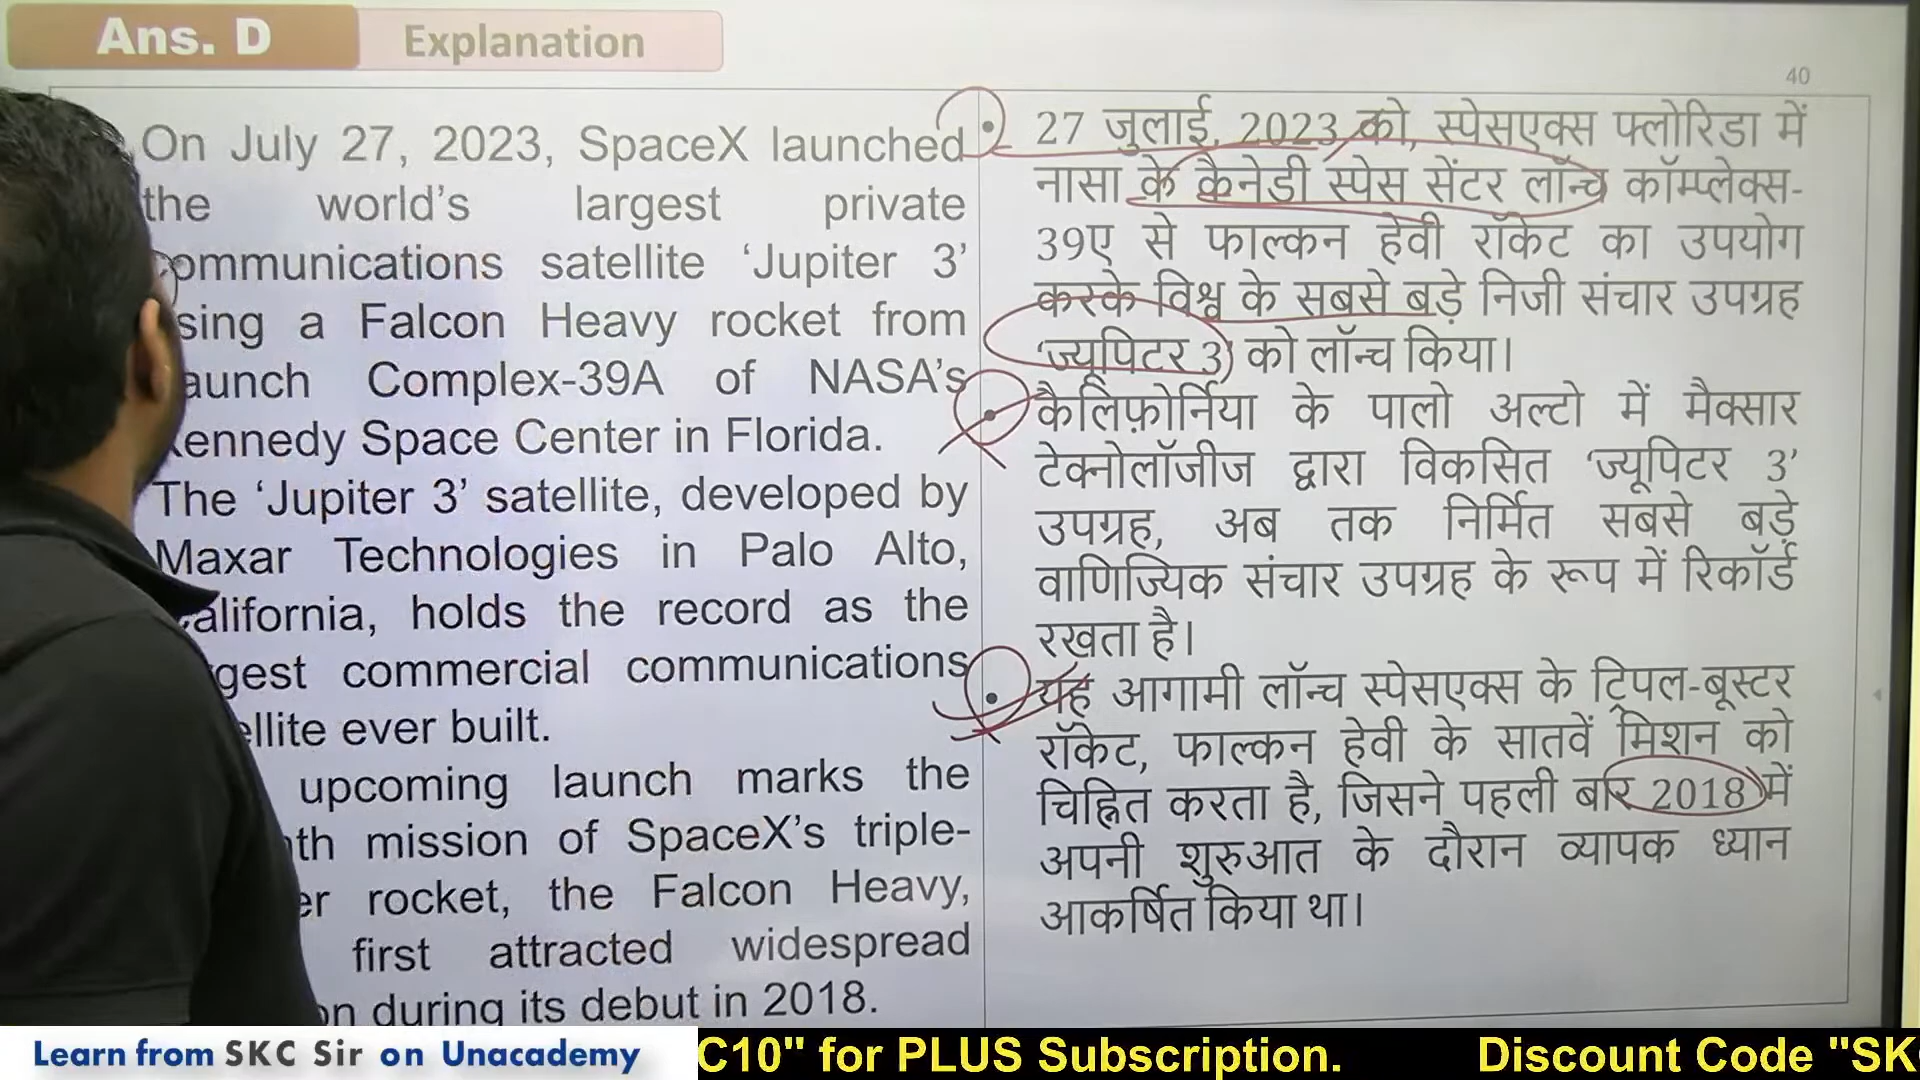 Ans. D
Explanation
40
On July 27, 2023, SpaceX launched
the world's largest private
communications satellite ‘Jupiter 3’
sing a Falcon Heavy rocket from
aunch Complex-39A of NASA's
Kennedy Space Center in Florida.
The ‘Jupiter 3’ satellite, developed by
Maxar Technologies in Palo Alto,
California, holds the record as the
gest commercial communications
ellite ever built.
upcoming launch marks the
th mission of SpaceX's triple-
er rocket, the Falcon Heavy,
first attracted widespread
on during its debut in 2018.
• 27 जुलाई, 2023 को, स्पेसएक्स फ्लोरिडा में
नासा के कैनेडी स्पेस सेंटर लॉन्च कॉम्प्लेक्स-
39ए से फाल्कन हेवी रॉकेट का उपयोग
करके विश्व के सबसे बड़े निजी संचार उपग्रह
‘ज्यूपिटर 3’ को लॉन्च किया।
• कैलिफ़ोर्निया के पालो अल्टो में मैक्सार
टेक्नोलॉजीज द्वारा विकसित ‘ज्यूपिटर 3’
उपग्रह, अब तक निर्मित सबसे बड़े
वाणिज्यिक संचार उपग्रह के रूप में रिकॉर्ड
रखता है।
• यह आगामी लॉन्च स्पेसएक्स के ट्रिपल-बूस्टर
रॉकेट, फाल्कन हेवी के सातवें मिशन को
चिह्नित करता है, जिसने पहली बार 2018 में
अपनी शुरुआत के दौरान व्यापक ध्यान
आकर्षित किया था।
Learn from SKC Sir on Unacademy
C10" for PLUS Subscription. Discount Code "SK